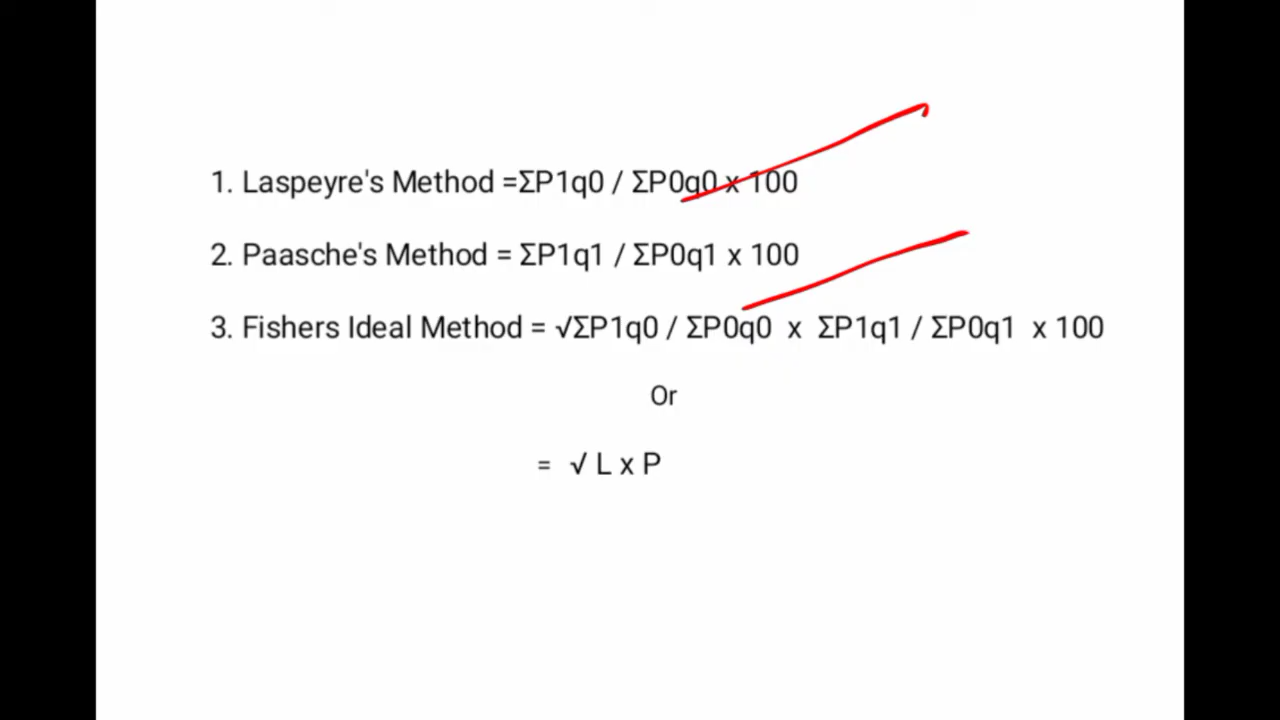 1. Laspeyre's Method =ΣP1q0 / ΣP0q0 x 100
2. Paasche's Method = ΣP1q1 / ΣP0q1 x 100
3. Fishers Ideal Method = √ΣP1q0 / ΣP0q0 x ΣP1q1 / ΣP0q1 x 100
Or
= √ L x P